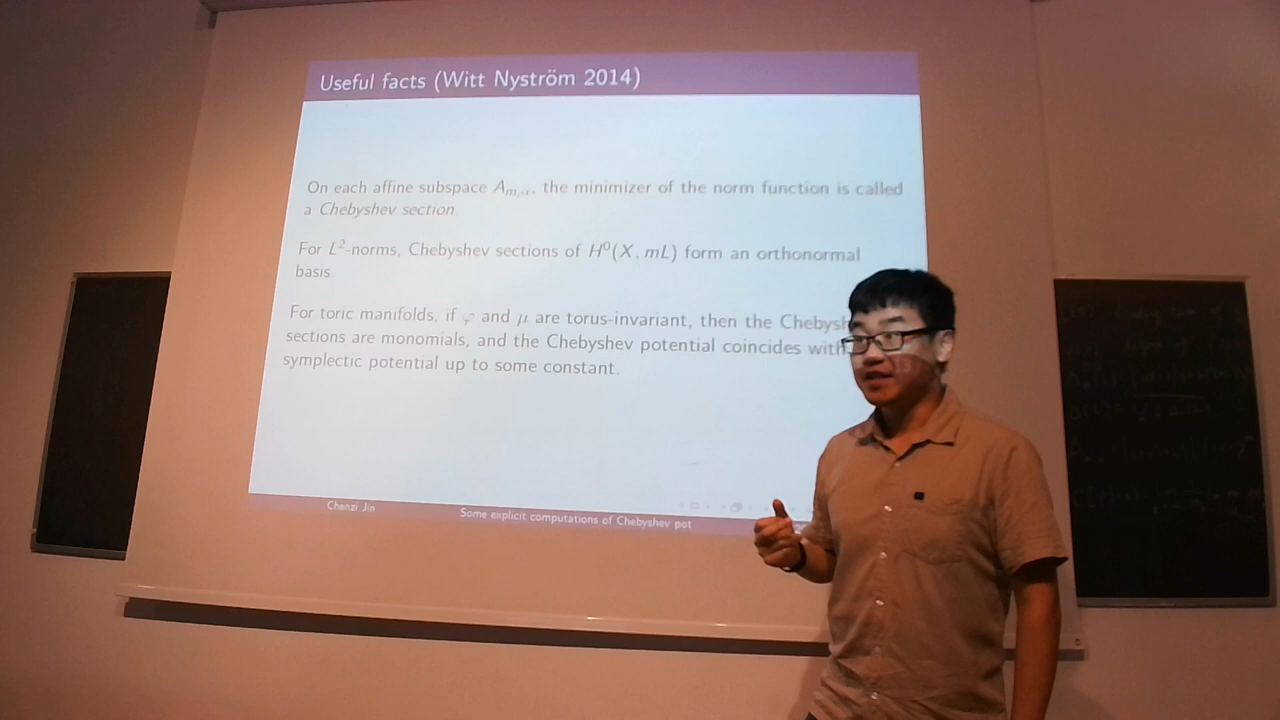 Useful facts (Witt Nyström 2014)
On each affine subspace A_{m,α}, the minimizer of the norm function is called
a Chebyshev section.
For L²-norms, Chebyshev sections of H⁰(X, mL) form an orthonormal
basis.
For toric manifolds, if φ and μ are torus-invariant, then the Chebysh
sections are monomials, and the Chebyshev potential coincides with
symplectic potential up to some constant.
Chenzi Jin
Some explicit computations of Chebyshev pot